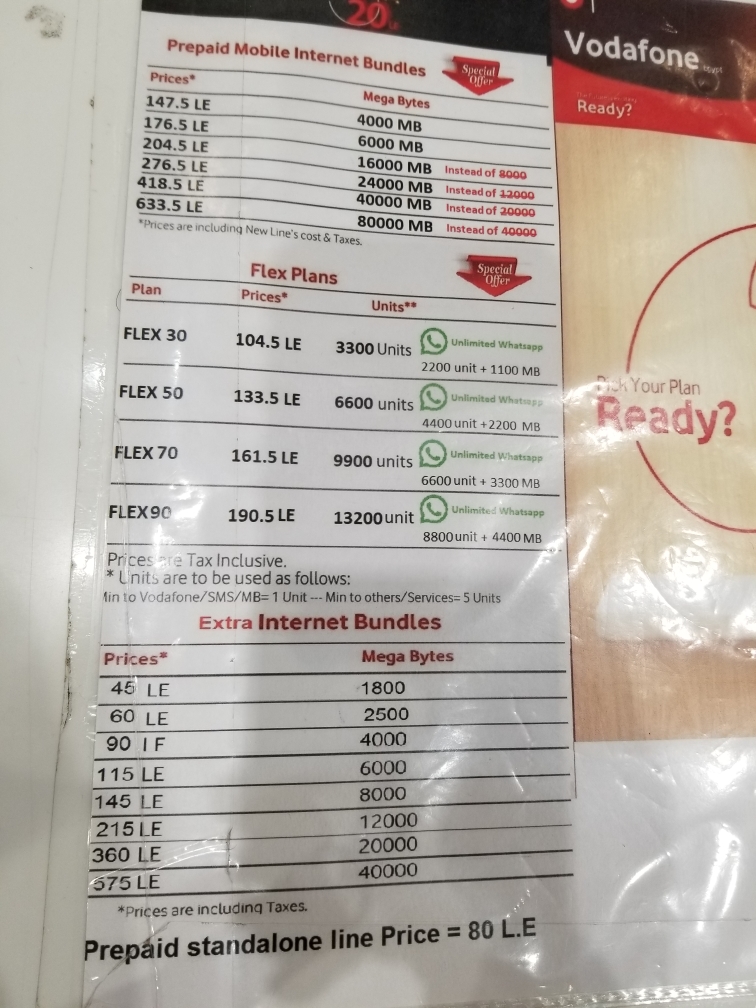 20
Prepaid Mobile Internet Bundles
Special Offer
Prices* Mega Bytes
147.5 LE 4000 MB
176.5 LE 6000 MB
204.5 LE 16000 MB Instead of 8000
276.5 LE 24000 MB Instead of 12000
418.5 LE 40000 MB Instead of 20000
633.5 LE 80000 MB Instead of 40000
*Prices are including New Line's cost & Taxes.
Flex Plans
Special Offer
Plan Prices* Units**
FLEX 30 104.5 LE 3300 Units Unlimited Whatsapp
2200 unit + 1100 MB
FLEX 50 133.5 LE 6600 units Unlimited Whatsapp
4400 unit +2200 MB
FLEX 70 161.5 LE 9900 units Unlimited Whatsapp
6600 unit + 3300 MB
FLEX90 190.5 LE 13200unit Unlimited Whatsapp
8800unit + 4400 MB
Prices are Tax Inclusive.
* Units are to be used as follows:
Min to Vodafone/SMS/MB= 1 Unit --- Min to others/Services= 5 Units
Extra Internet Bundles
Prices* Mega Bytes
45 LE 1800
60 LE 2500
90 LE 4000
115 LE 6000
145 LE 8000
215 LE 12000
360 LE 20000
575 LE 40000
*Prices are including Taxes.
Prepaid standalone line Price = 80 L.E
Vodafone
Ready?
Pick Your Plan
Ready?